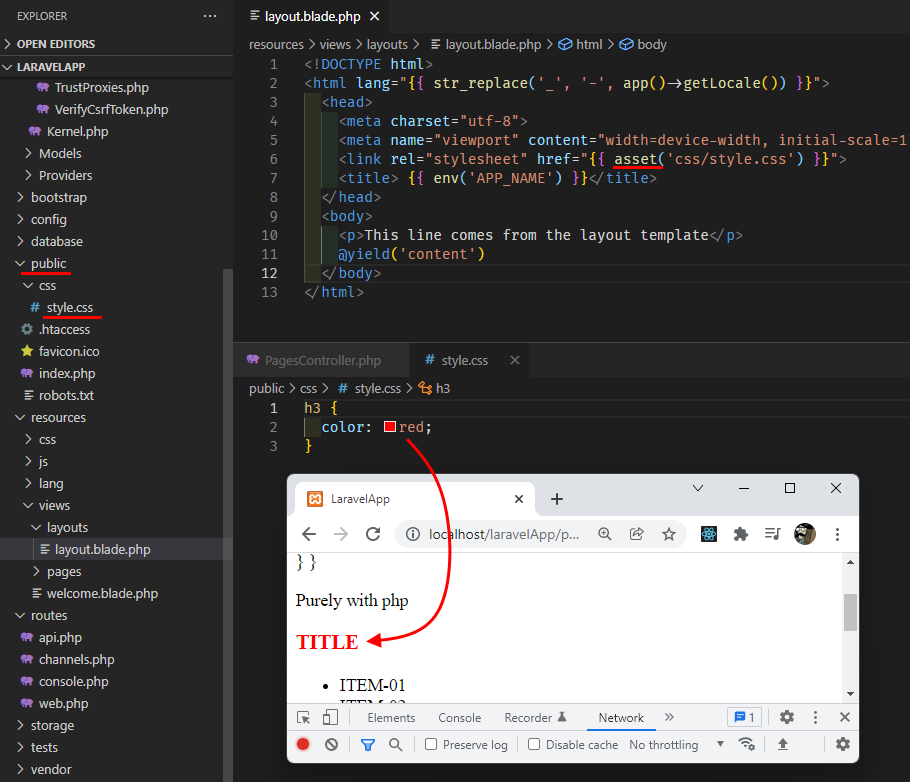 EXPLORER
OPEN EDITORS
LARAVELAPP
TrustProxies.php
VerifyCsrfToken.php
Kernel.php
Models
Providers
bootstrap
config
database
public
css
style.css
.htaccess
favicon.ico
index.php
robots.txt
resources
css
js
lang
views
layouts
layout.blade.php
pages
welcome.blade.php
routes
api.php
channels.php
console.php
web.php
storage
tests
vendor
layout.blade.php
resources > views > layouts > layout.blade.php > html > body
1 <!DOCTYPE html>
2 <html lang="{{ str_replace('_', '-', app()->getLocale()) }}">
3 <head>
4 <meta charset="utf-8">
5 <meta name="viewport" content="width=device-width, initial-scale=1
6 <link rel="stylesheet" href="{{ asset('css/style.css') }}">
7 <title> {{ env('APP_NAME') }}</title>
8 </head>
9 <body>
10 <p>This line comes from the layout template</p>
11 @yield('content')
12 </body>
13 </html>
PagesController.php
style.css
public > css > # style.css > h3
1 h3 {
2 color: red;
3 }
LaravelApp
localhost/laravelApp/p...
} }
Purely with php
TITLE
• ITEM-01
ITEM-02
Elements Console Recorder Network » 1
Preserve log Disable cache No throttling